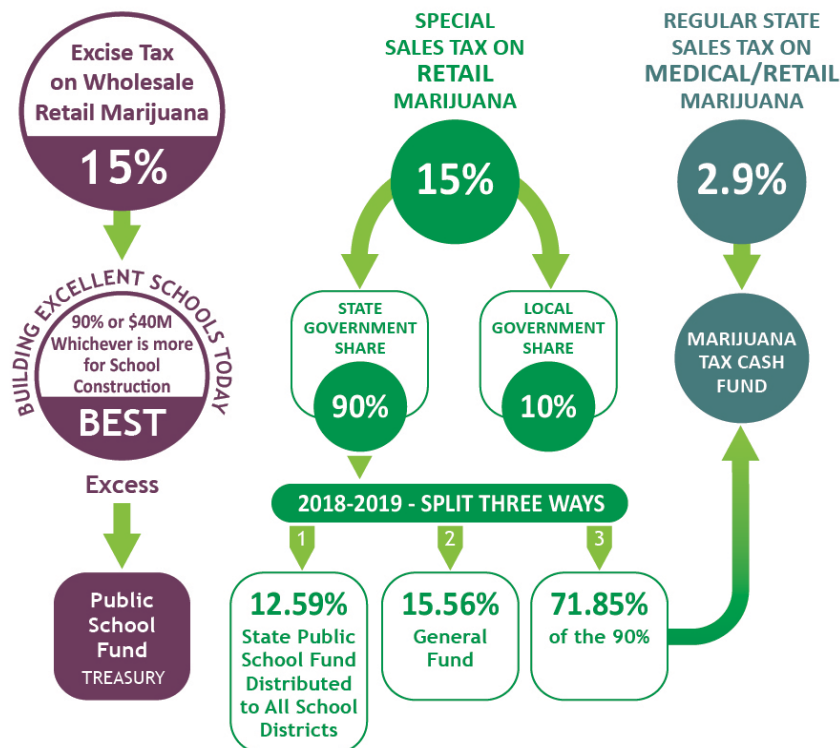 Excise Tax
on Wholesale
Retail Marijuana
15%
BUILDING EXCELLENT SCHOOLS TODAY
90% or $40M
Whichever is more
for School
Construction
BEST
Excess
Public
School
Fund
TREASURY
SPECIAL
SALES TAX ON
RETAIL
MARIJUANA
15%
STATE
GOVERNMENT
SHARE
90%
LOCAL
GOVERNMENT
SHARE
10%
2018-2019 - SPLIT THREE WAYS
1
12.59%
State Public
School Fund
Distributed
to All School
Districts
2
15.56%
General
Fund
3
71.85%
of the 90%
REGULAR STATE
SALES TAX ON
MEDICAL/RETAIL
MARIJUANA
2.9%
MARIJUANA
TAX CASH
FUND